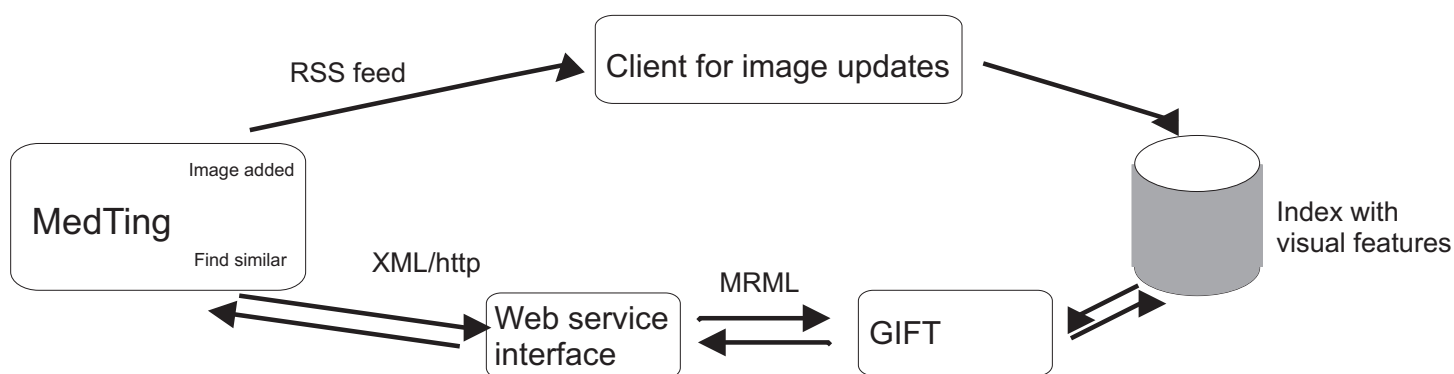 RSS feed
Client for image updates
Image added
MedTing
Find similar
Index with
visual features
XML/http
MRML
Web service
interface
GIFT